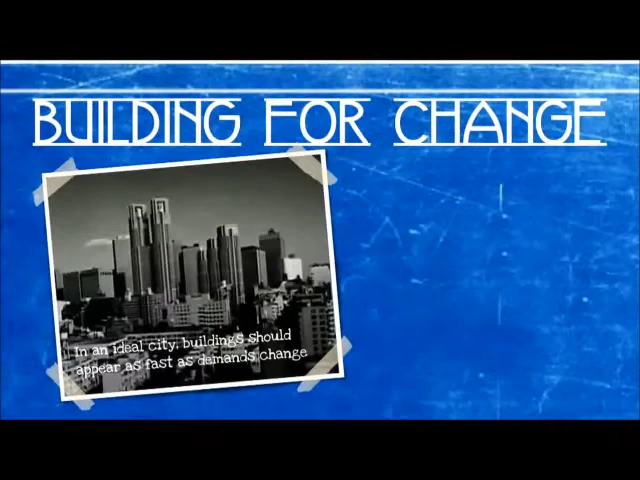 BUILDING FOR CHANGE
In an ideal city, buildings should
appear as fast as demands change